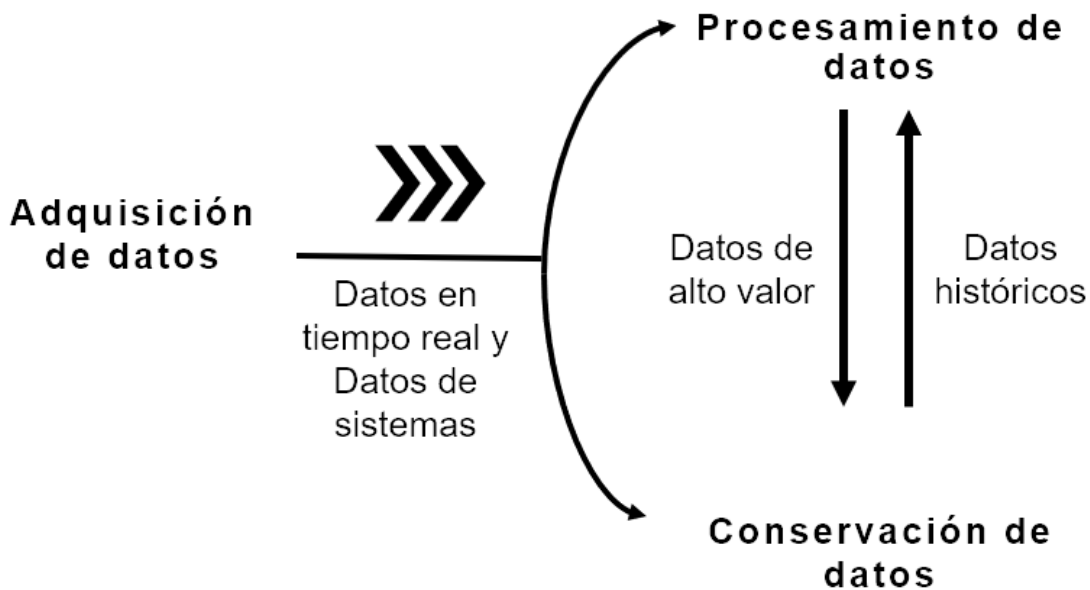 Procesamiento de
datos
Adquisición
de datos
Datos en
tiempo real y
Datos de
sistemas
Datos de
alto valor
Datos
históricos
Conservación de
datos